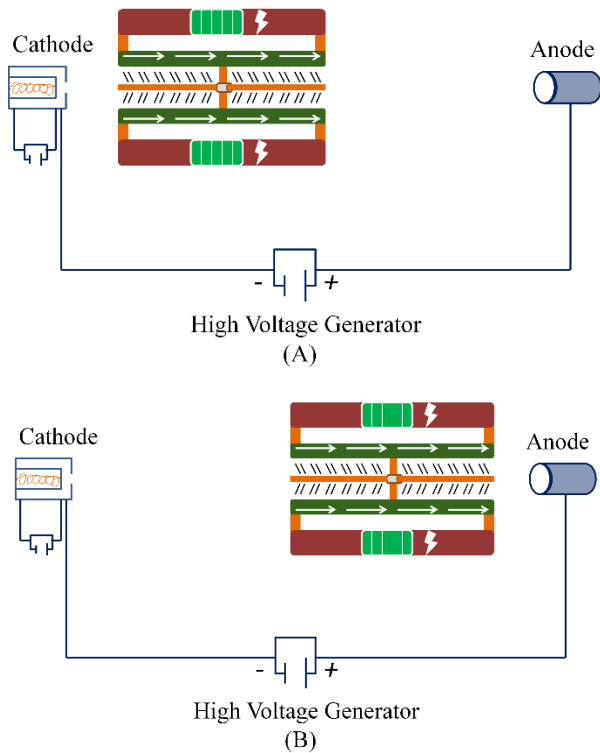 Cathode
Anode
- +
High Voltage Generator
(A)
Cathode
Anode
- +
High Voltage Generator
(B)